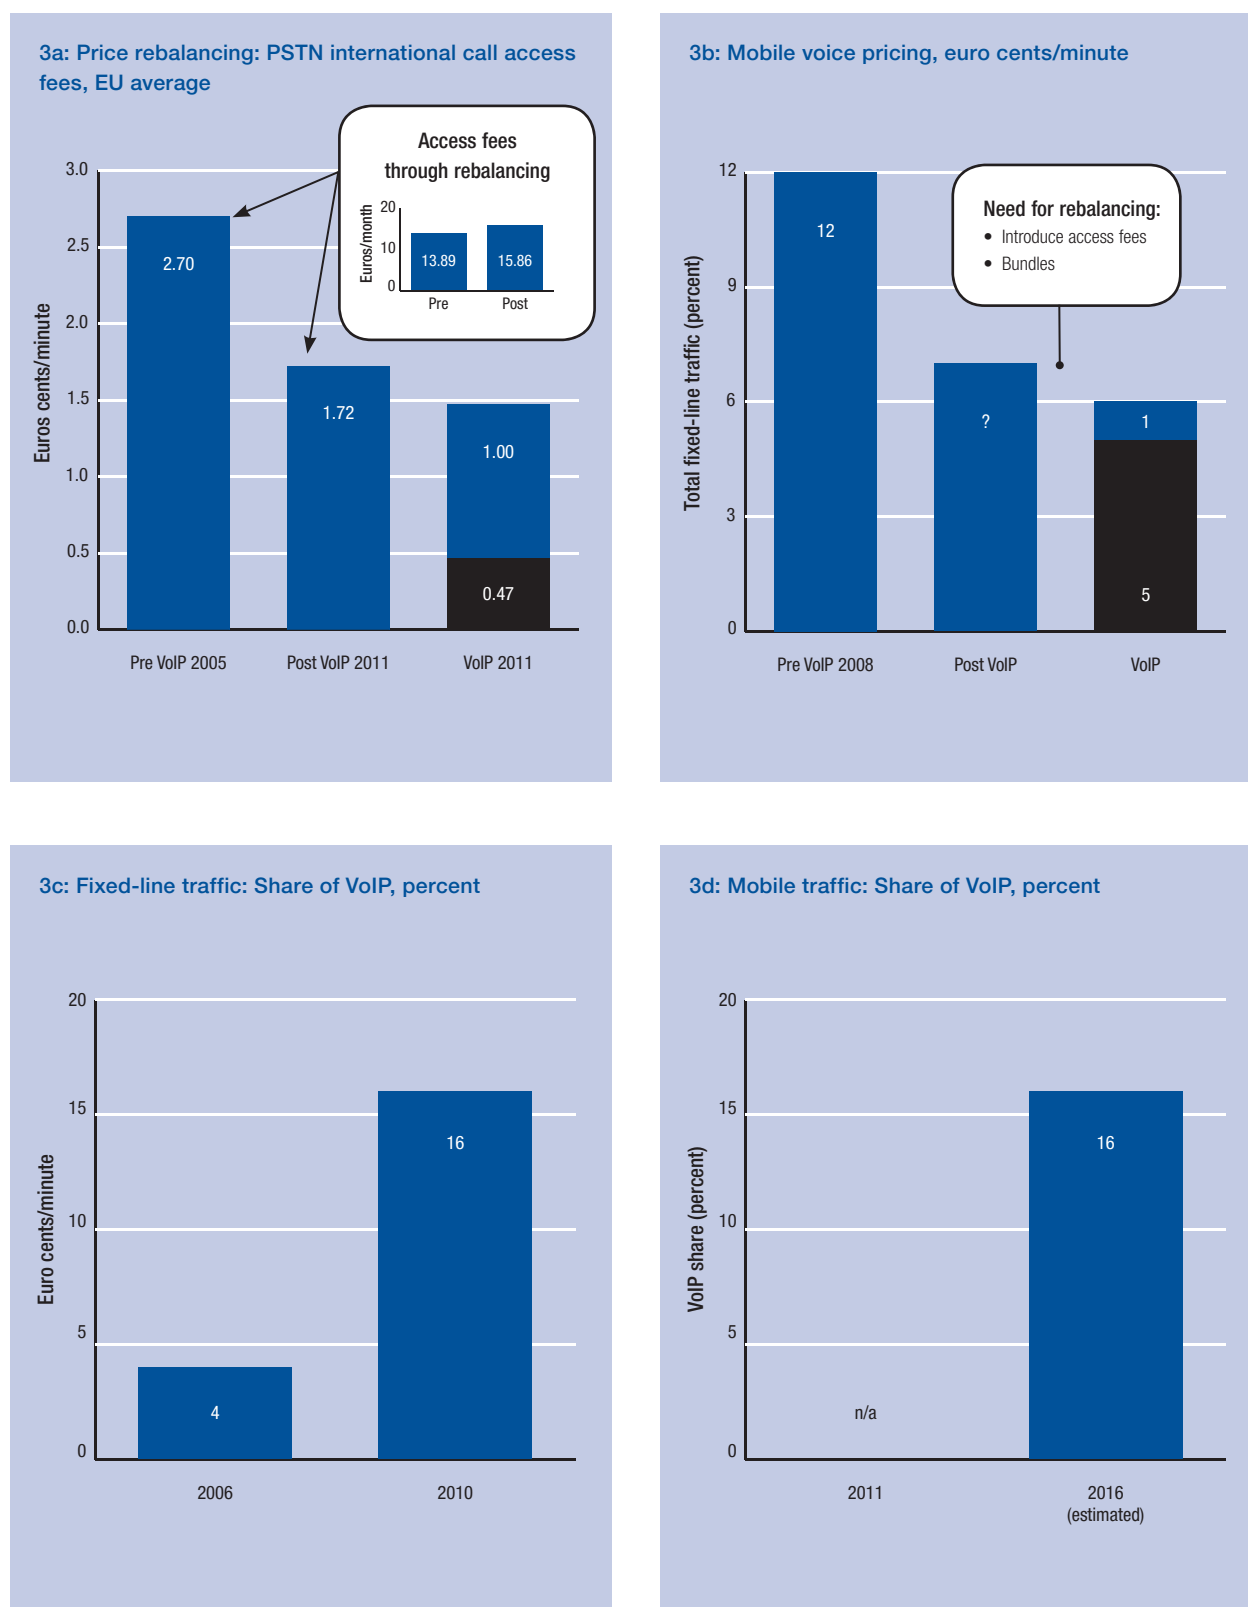 3a: Price rebalancing: PSTN international call access
fees, EU average
Access fees
through rebalancing
Euros/month
20
10
0
13.89
15.86
Pre
Post
Euros cents/minute
3.0
2.5
2.0
1.5
1.0
0.5
0.0
2.70
1.72
1.00
0.47
Pre VoIP 2005
Post VoIP 2011
VoIP 2011
3b: Mobile voice pricing, euro cents/minute
Need for rebalancing:
• Introduce access fees
• Bundles
Total fixed-line traffic (percent)
12
9
6
3
0
12
?
1
5
Pre VoIP 2008
Post VoIP
VoIP
3c: Fixed-line traffic: Share of VoIP, percent
Euro cents/minute
20
15
10
5
0
4
16
2006
2010
3d: Mobile traffic: Share of VoIP, percent
VoIP share (percent)
20
15
10
5
0
n/a
16
2011
2016
(estimated)